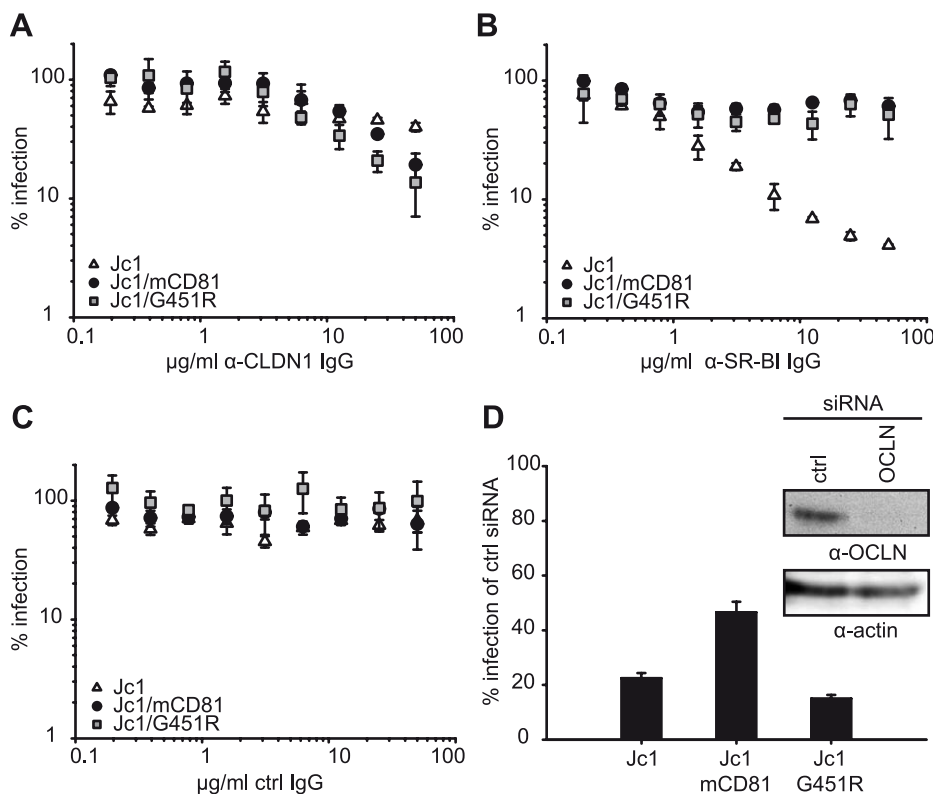 A
% infection
100
10
1
Jc1
Jc1/mCD81
Jc1/G451R
0.1
1
10
100
µg/ml α-CLDN1 IgG
B
% infection
100
10
1
Jc1
Jc1/mCD81
Jc1/G451R
0.1
1
10
100
µg/ml α-SR-BI IgG
C
% infection
100
10
1
Jc1
Jc1/mCD81
Jc1/G451R
0.1
1
10
100
µg/ml ctrl IgG
D
% infection of ctrl siRNA
100
80
60
40
20
0
Jc1
Jc1
mCD81
Jc1
G451R
siRNA
ctrl
OCLN
α-OCLN
α-actin